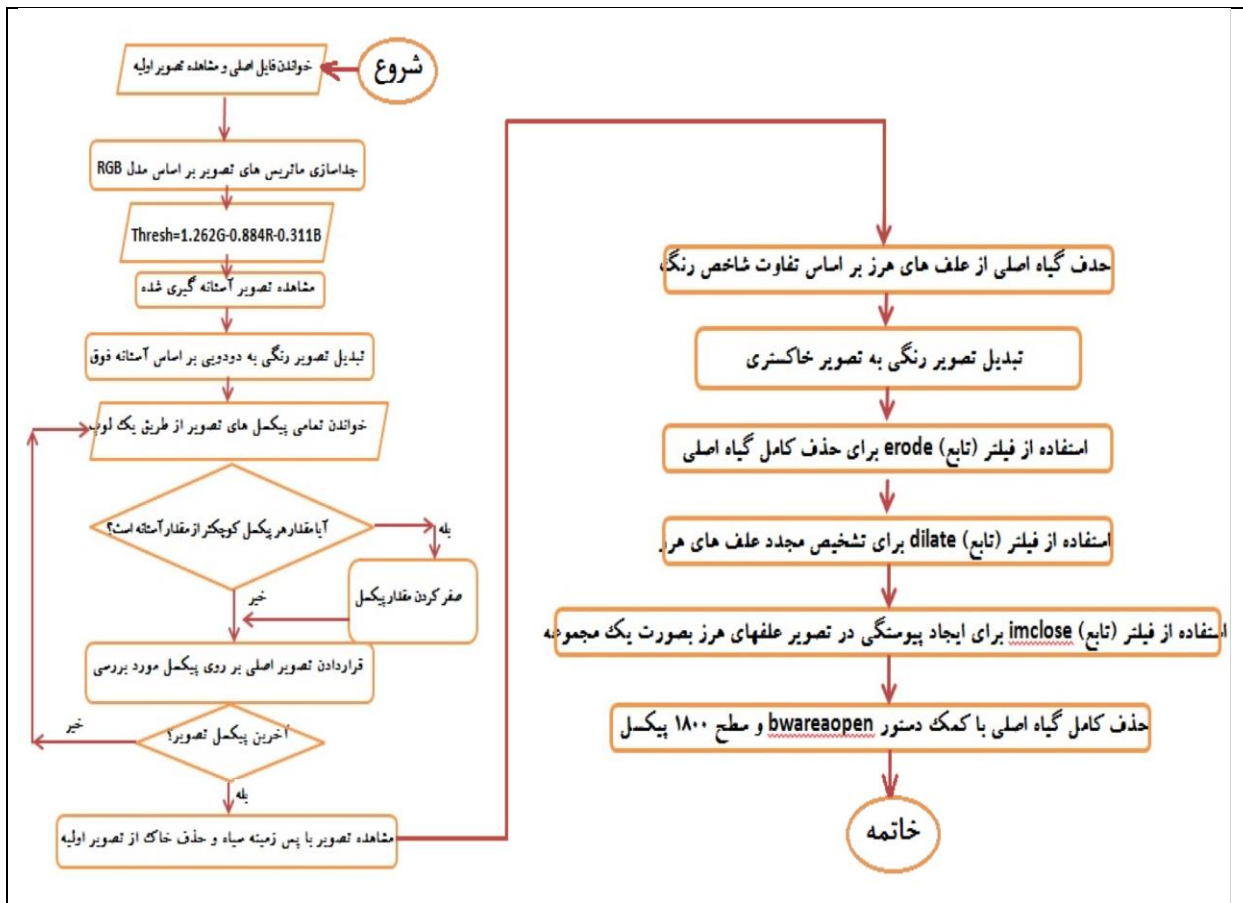 شروع
خواندن فایل اصلی و مشاهده تصویر اولیه
جداسازی ماتریس های تصویر بر اساس مدل RGB
Thresh=1.262G-0.884R-0.311B
مشاهده تصویر آستانه گیری شده
تبدیل تصویر رنگی به دودویی بر اساس آستانه فوق
خواندن تمامی پیکسل های تصویر از طریق یک لوپ
آیا مقدار هر پیکسل کوچکتر از مقدار آستانه است؟
بله
صفر کردن مقدار پیکسل
خیر
قراردادن تصویر اصلی بر روی پیکسل مورد بررسی
آخرین پیکسل تصویر؟
خیر
بله
مشاهده تصویر با پس زمینه سیاه و حذف خاک از تصویر اولیه
حذف گیاه اصلی از علف های هرز بر اساس تفاوت شاخص رنگ
تبدیل تصویر رنگی به تصویر خاکستری
استفاده از فیلتر (تابع) erode برای حذف کامل گیاه اصلی
استفاده از فیلتر (تابع) dilate برای تشخیص مجدد علف های هرز
استفاده از فیلتر (تابع) imclose برای ایجاد پیوستگی در تصویر علفهای هرز بصورت یک مجموعه
حذف کامل گیاه اصلی با کمک دستور bwareaopen و سطح ۱۸۰۰ پیکسل
خاتمه